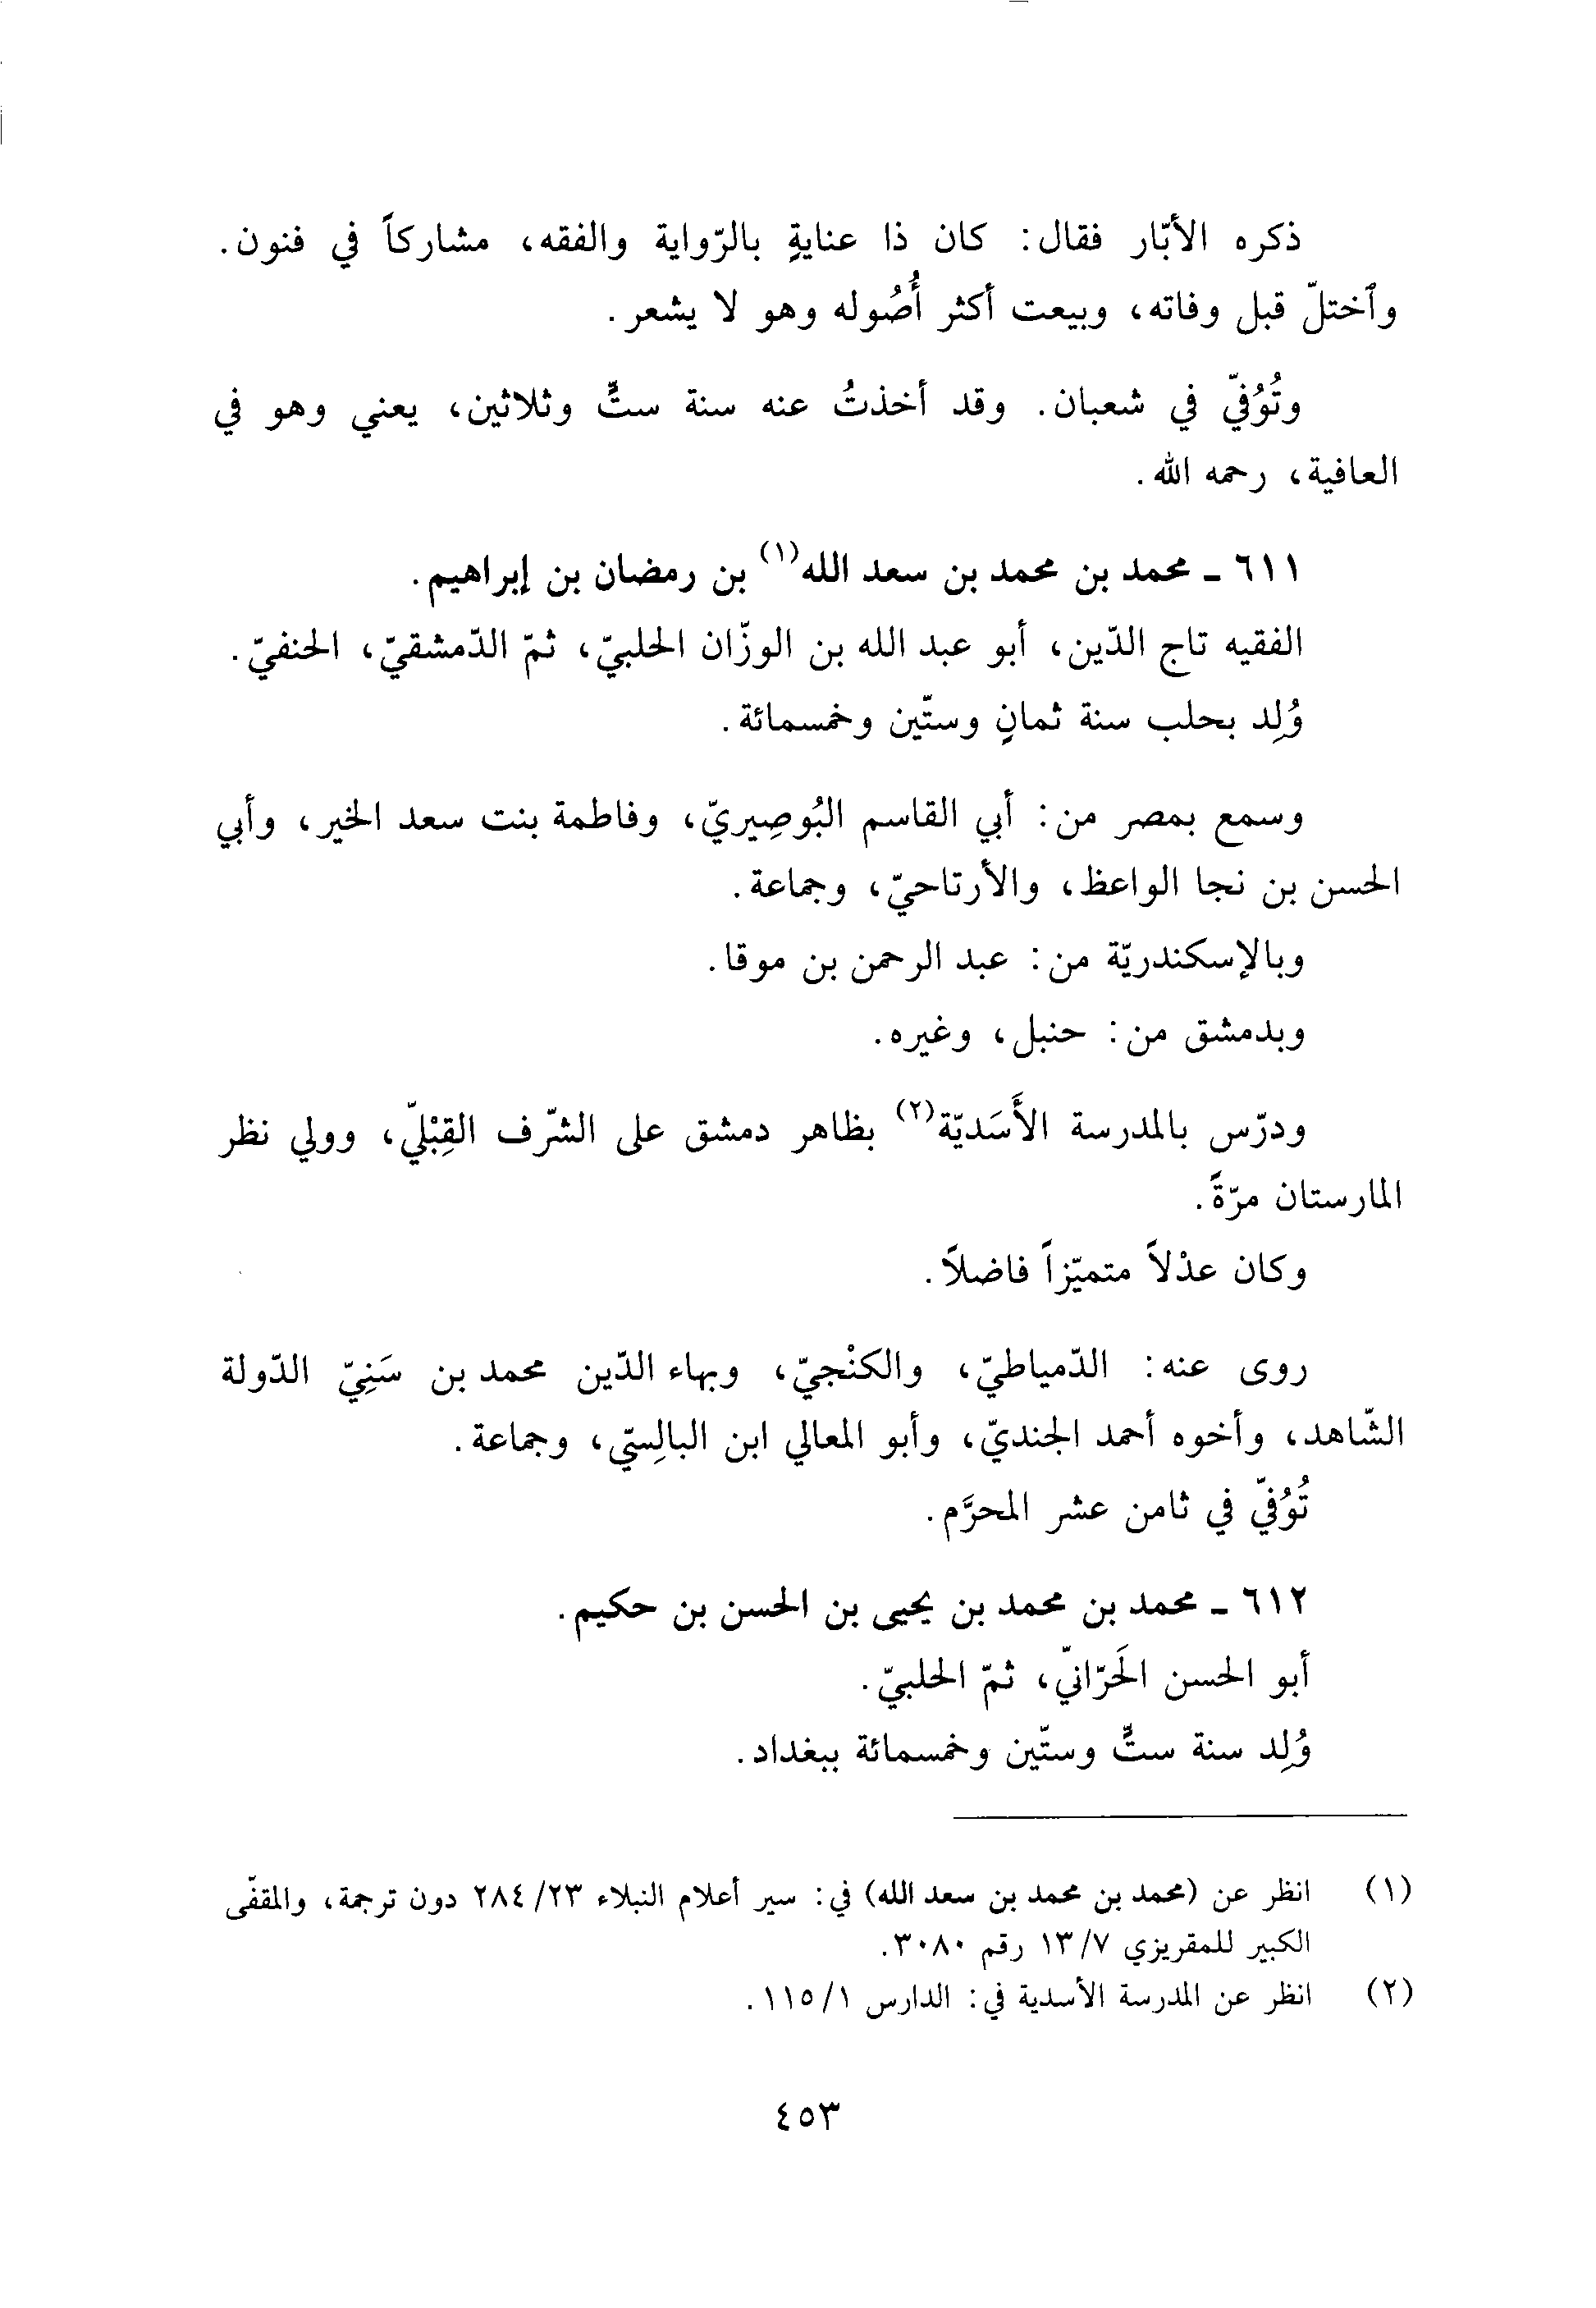 ذكره الأبّار فقال: كان ذا عنايةٍ بالرّواية والفقه، مشاركاً في فنون.
وٱختلّ قبل وفاته، وبيعت أكثر أُصُوله وهو لا يشعر.
وتُوُفيّ في شعبان. وقد أخذتُ عنه سنة ستٍّ وثلاثين، يعني وهو في
العافية، رحمه الله.
٦١١ ـ محمد بن محمد بن سعد الله(١) بن رمضان بن إبراهيم.
الفقيه تاج الدّين، أبو عبد الله بن الوزّان الحلبيّ، ثمّ الدّمشقيّ، الحنفيّ.
وُلِد بحلب سنة ثمانٍ وستّين وخمسمائة.
وسمع بمصر من: أبي القاسم البُوصِيريّ، وفاطمة بنت سعد الخير، وأبي
الحسن بن نجا الواعظ، والأرتاحيّ، وجماعة.
وبالإسكندريّة من: عبد الرحمن بن موقا.
وبدمشق من: حنبل، وغيره.
ودرّس بالمدرسة الأَسَديّة(٢) بظاهر دمشق على الشّرف القِبْليّ، وولي نظر
المارستان مرّةً.
وكان عدْلاً متميّزاً فاضلاً.
روى عنه: الدّمياطيّ، والكنْجيّ، وبهاء الدّين محمد بن سَنِيّ الدّولة
الشّاهد، وأخوه أحمد الجنديّ، وأبو المعالي ابن البالِسيّ، وجماعة.
تُوُفيّ في ثامن عشر المحرَّم.
٦١٢ ـ محمد بن محمد بن يحيى بن الحسن بن حكيم.
أبو الحسن الحَرّانيّ، ثمّ الحلبيّ.
وُلِد سنة ستٍّ وستّين وخمسمائة ببغداد.
(١) انظر عن (محمد بن محمد بن سعد الله) في: سير أعلام النبلاء ٢٣/ ٢٨٤ دون ترجمة، والمقفّى
الكبير للمقريزي ٧/ ١٣ رقم ٣٠٨٠.
(٢) انظر عن المدرسة الأسدية في: الدارس ١/ ١١٥.
٤٥٣